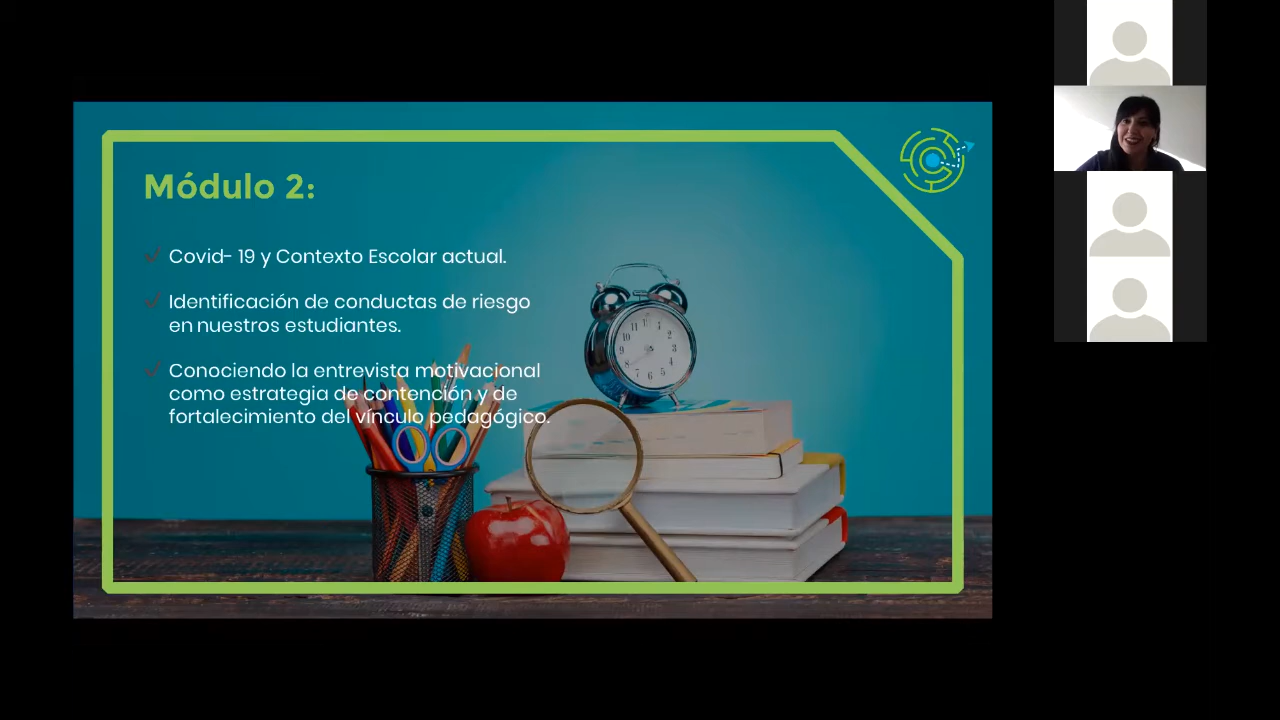 Módulo 2:
Covid- 19 y Contexto Escolar actual.
Identificación de conductas de riesgo
en nuestros estudiantes.
Conociendo la entrevista motivacional
como estrategia de contención y de
fortalecimiento del vínculo pedagógico.